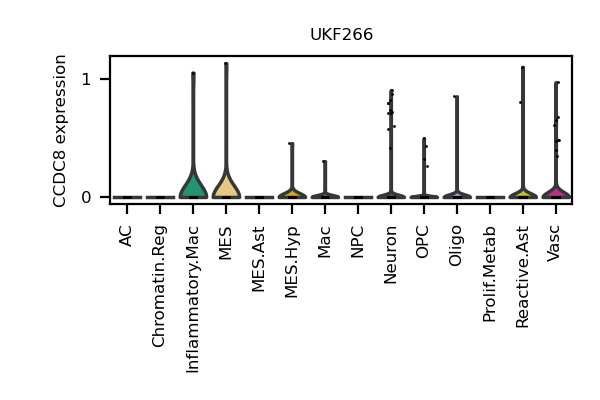 UKF266
CCDC8 expression
1
0
AC
Chromatin.Reg
Inflammatory.Mac
MES
MES.Ast
MES.Hyp
Mac
NPC
Neuron
OPC
Oligo
Prolif.Metab
Reactive.Ast
Vasc